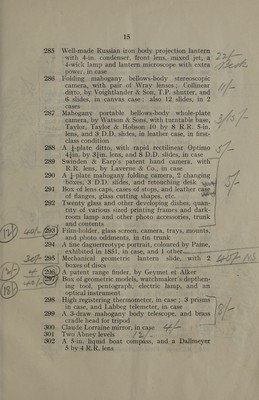 18
285 Well-made Russian iron body projection lantern
with 4-in. condenser, front lens, mixed jet, a
4-wick lamp and lantern microscope with extra
power, in case
286 Folding mahogany bellows-body stereoscopic
camera, with pair of Wray lenses; Collinear
ditto, by Voightlander & Son, T.P. shutter, and
6 slides, in canvas case; also 12 slides, in 2
cases
287 Mahogany portable bellows-body whole-plate
camera, by Watson & Sons, with turntable base,
Taylor, Taylor & Hobson 10 by 8 R.R. 5-in.
lens, and 3 D.D. slides, in leather case, in first-
class condition
288 A ½-plate ditto, with rapid rectilinear Optimo
4¾in. by 3¼in. lens, and 8 D.D. slides, in case
289 Swinden & Earp's patent hand camera, with
R.R. lens, by Laverne & Co., in case
290 A ½-plate mahogany folding camera, 2 changing
boxes, 3 D.D. slides, and retouching desk
291 Box of lens caps, cases of stops, and leather case
of flanges, glass cutting shapes, etc.
292 Twenty glass and other developing dishes, quan-
tity of various sized printing frames and dark-
room lamp and other photo accessories, trunk
and contents
293 Film-holder, glass screen, camera, trays, mounts,
and photo oddments, in tin trunk
294 A fine daguerreotype portrait, coloured by Paine,
exhibited in 1851, in case, and 1 other
295 Mechanical geometric lantern slide, with 2
boxes of discs
296 A patent range finder, by Geymet et Alker
297 Box of geometric models, watchmaker's depthen-
ing tool, pentograph, electric lamp, and an
optical instrument
298 High registering thermometer, in case; 3 prisms
in case, and Labbez telemeter, in case
299 A 3-draw mahogany body telescope, and brass
cradle head for tripod
300 Claude Lorraine mirror, in case 4/-
301 Two Abney levels
302 A 8-in. liquid boat compass, and a Dallmeyer
8 by 4 R.R. lens